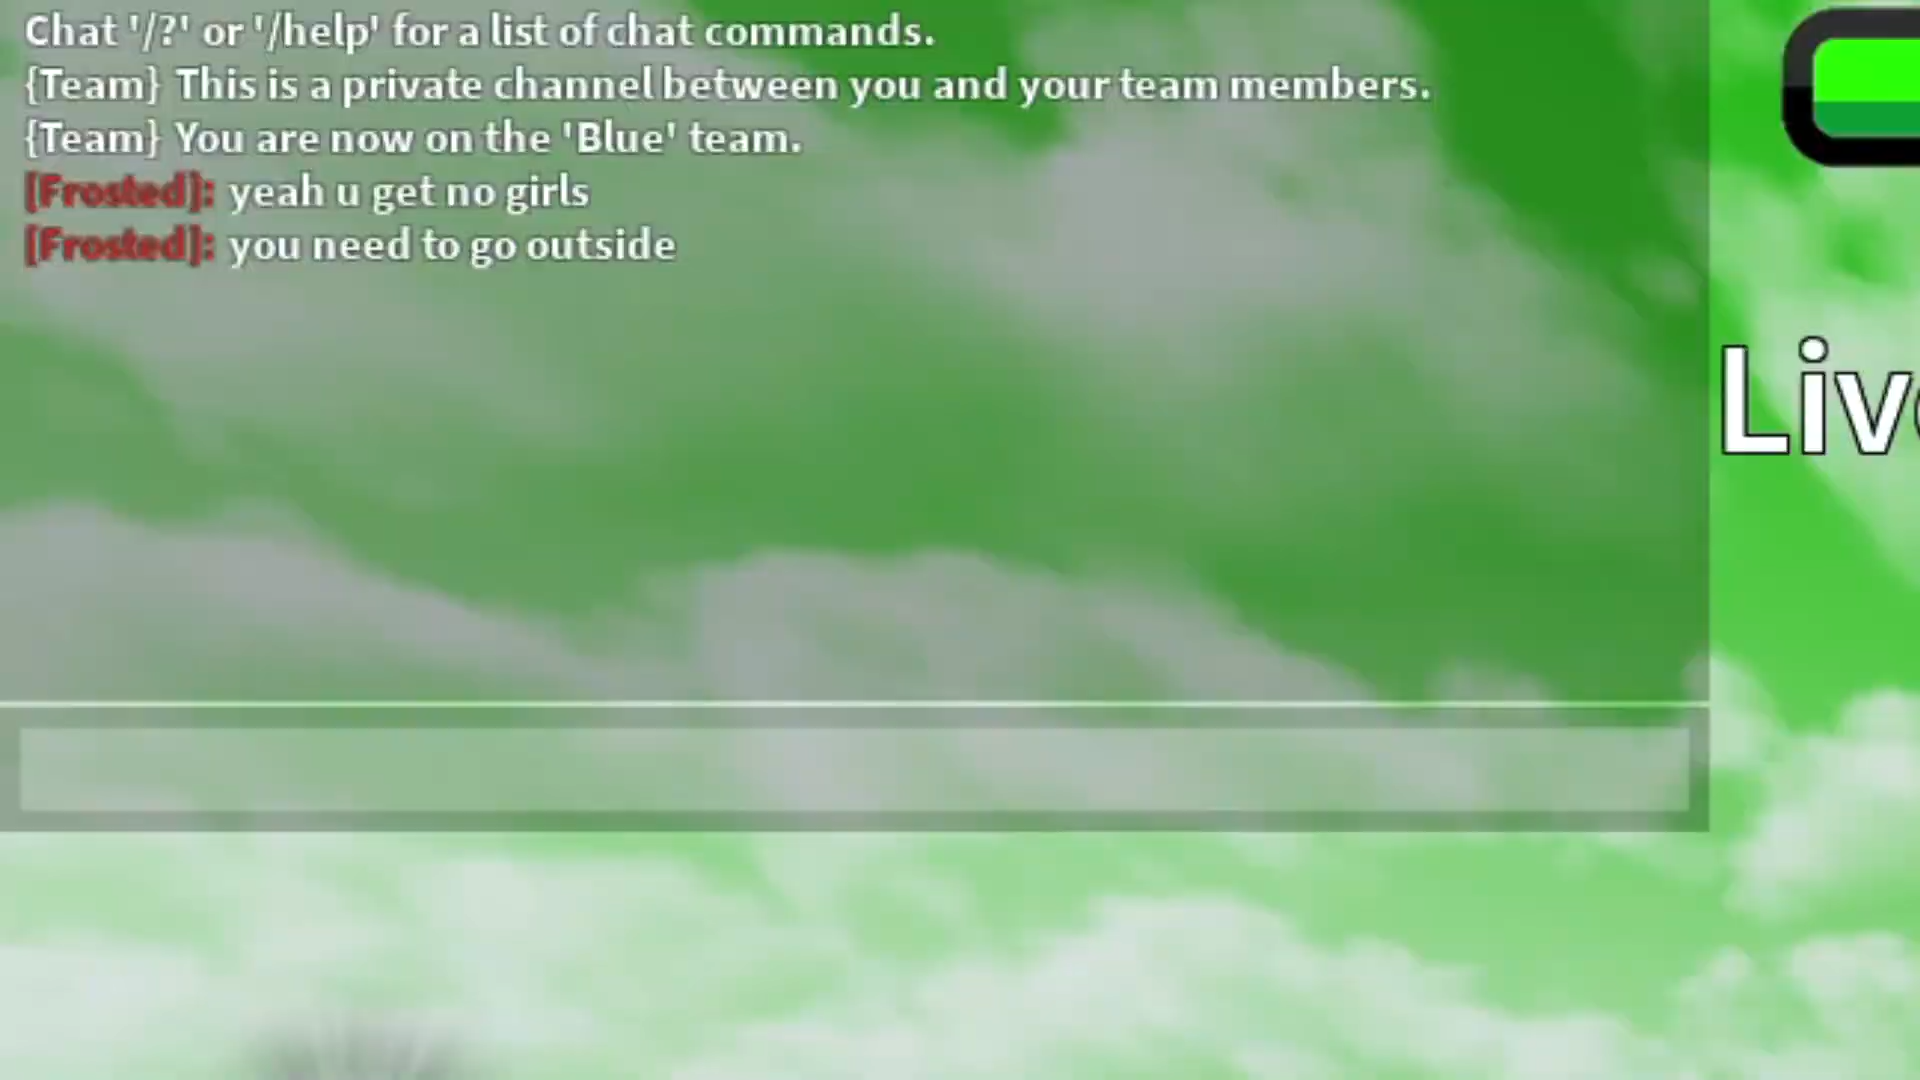 Chat '/?' or '/help' for a list of chat commands.
{Team} This is a private channel between you and your team members.
{Team} You are now on the 'Blue' team.
[Frosted]: yeah u get no girls
[Frosted]: you need to go outside